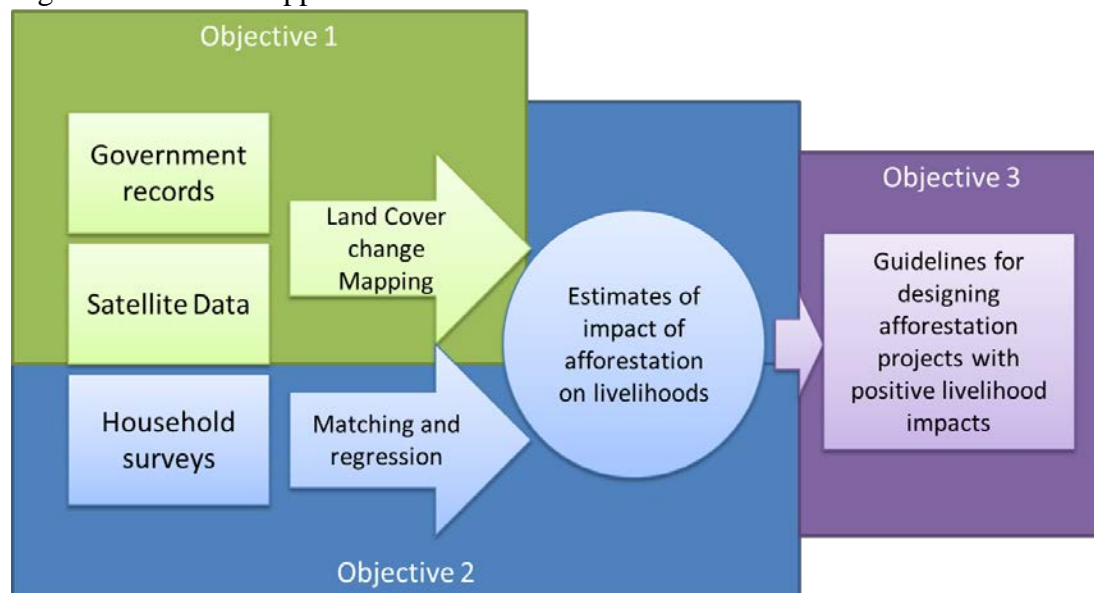 Objective 1
Government
records
Satellite Data
Land Cover
change
Mapping
Household
surveys
Matching and
regression
Objective 2
Estimates of
impact of
afforestation
on livelihoods
Objective 3
Guidelines for
designing
afforestation
projects with
positive livelihood
impacts